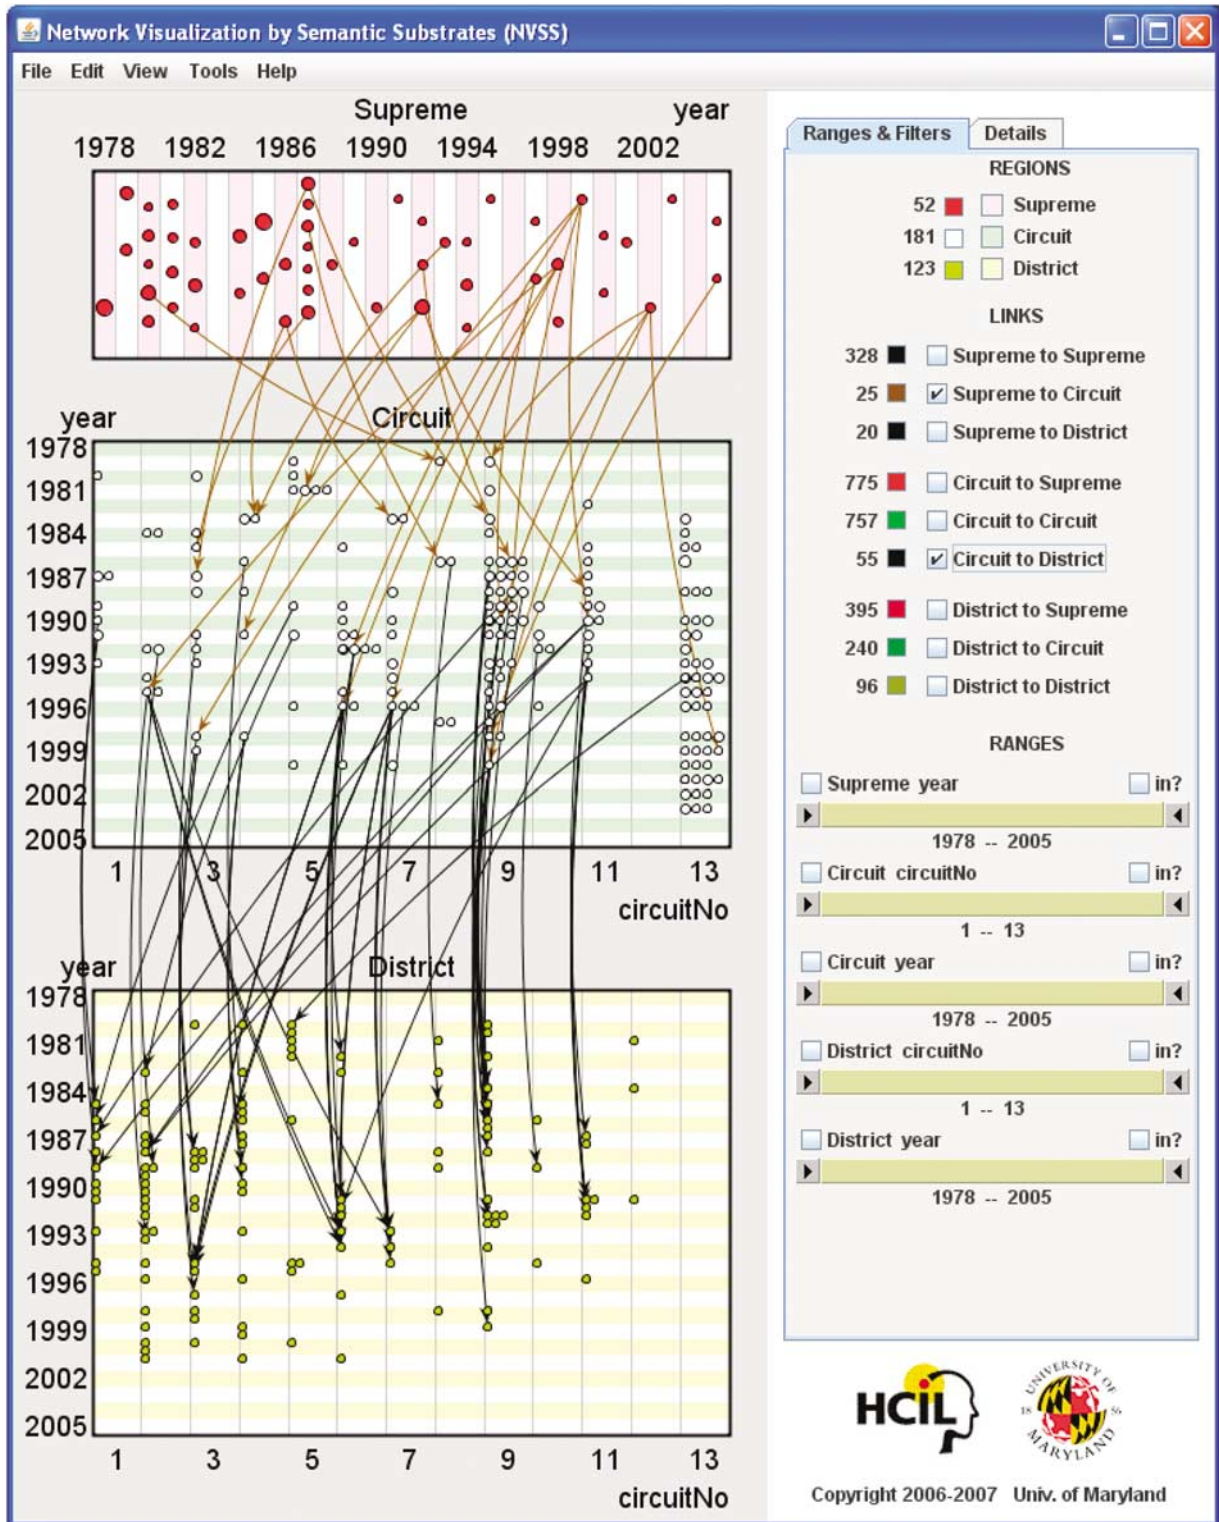 Network Visualization by Semantic Substrates (NVSS)
File Edit View Tools Help
Supreme year
1978 1982 1986 1990 1994 1998 2002
year Circuit
1978
1981
1984
1987
1990
1993
1996
1999
2002
2005
1 3 5 7 9 11 13
circuitNo
year District
1978
1981
1984
1987
1990
1993
1996
1999
2002
2005
1 3 5 7 9 11 13
circuitNo
Ranges & Filters Details
REGIONS
52 Supreme
181 Circuit
123 District
LINKS
328 Supreme to Supreme
25 Supreme to Circuit
20 Supreme to District
775 Circuit to Supreme
757 Circuit to Circuit
55 Circuit to District
395 District to Supreme
240 District to Circuit
96 District to District
RANGES
Supreme year in?
1978 -- 2005
Circuit circuitNo in?
1 -- 13
Circuit year in?
1978 -- 2005
District circuitNo in?
1 -- 13
District year in?
1978 -- 2005
HCIL
UNIVERSITY OF
18 56
MARYLAND
Copyright 2006-2007 Univ. of Maryland